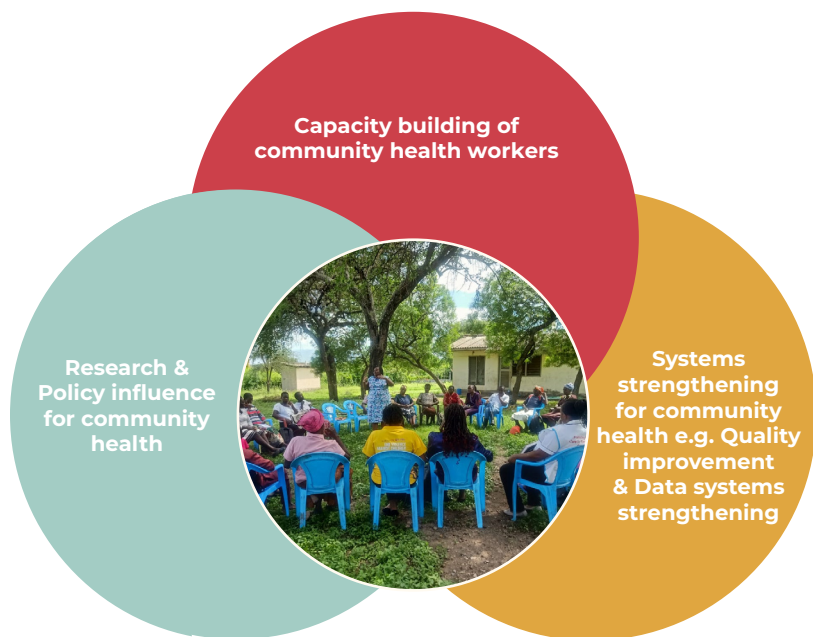 Capacity building of
community health workers
Research &
Policy influence
for community
health
Systems
strengthening
for community
health e.g. Quality
improvement
& Data systems
strengthening